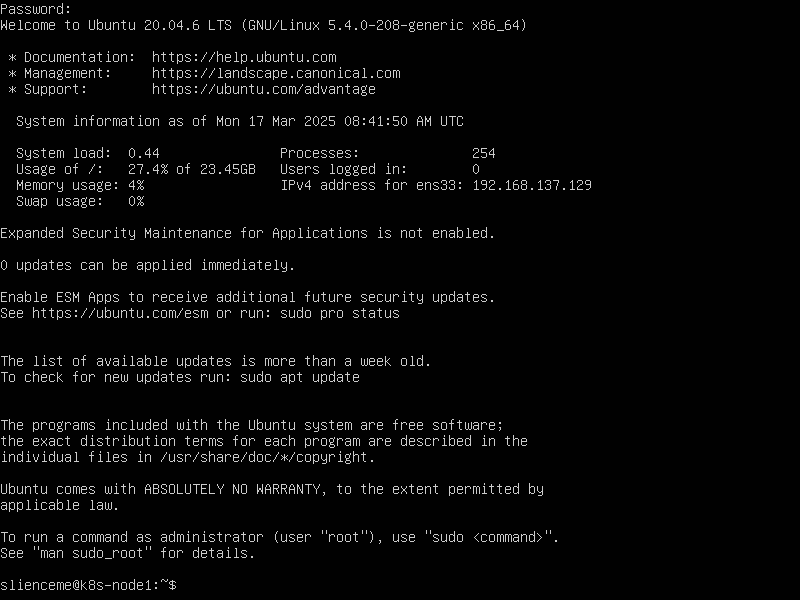 Password:
Welcome to Ubuntu 20.04.6 LTS (GNU/Linux 5.4.0-208-generic x86_64)
* Documentation:  https://help.ubuntu.com
* Management:     https://landscape.canonical.com
* Support:        https://ubuntu.com/advantage
System information as of Mon 17 Mar 2025 08:41:50 AM UTC
System load:  0.44               Processes:              254
Usage of /:   27.4% of 23.45GB   Users logged in:        0
Memory usage: 4%                 IPv4 address for ens33: 192.168.137.129
Swap usage:   0%
Expanded Security Maintenance for Applications is not enabled.
0 updates can be applied immediately.
Enable ESM Apps to receive additional future security updates.
See https://ubuntu.com/esm or run: sudo pro status
The list of available updates is more than a week old.
To check for new updates run: sudo apt update
The programs included with the Ubuntu system are free software;
the exact distribution terms for each program are described in the
individual files in /usr/share/doc/*/copyright.
Ubuntu comes with ABSOLUTELY NO WARRANTY, to the extent permitted by
applicable law.
To run a command as administrator (user "root"), use "sudo <command>".
See "man sudo_root" for details.
slienceme@k8s-node1:~$